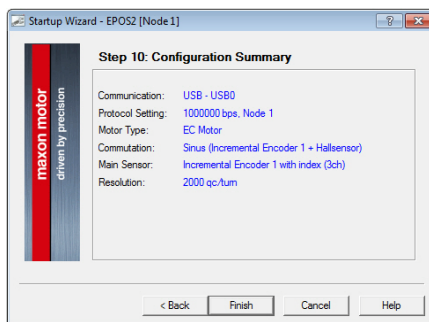 Startup Wizard - EPOS2 [Node 1]
Step 10: Configuration Summary
maxon motor
driven by precision
Communication: USB - USB0
Protocol Setting: 1000000 bps, Node 1
Motor Type: EC Motor
Commutation: Sinus (Incremental Encoder 1 + Hallsensor)
Main Sensor: Incremental Encoder 1 with index (3ch)
Resolution: 2000 qc/turn
< Back Finish Cancel Help